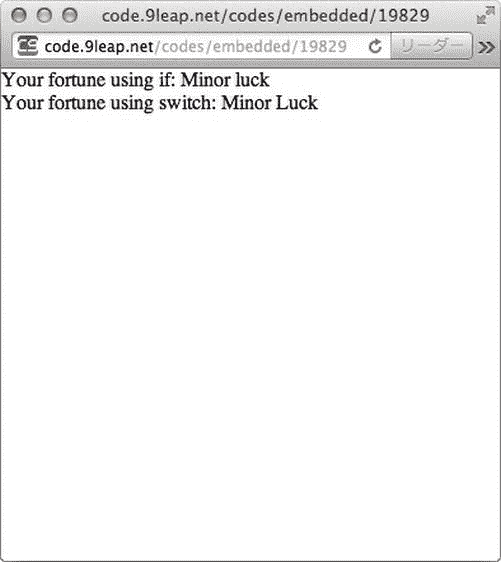 code.9leap.net/codes/embedded/19829
code.9leap.net/codes/embedded/19829 リーダー
Your fortune using if: Minor luck
Your fortune using switch: Minor Luck